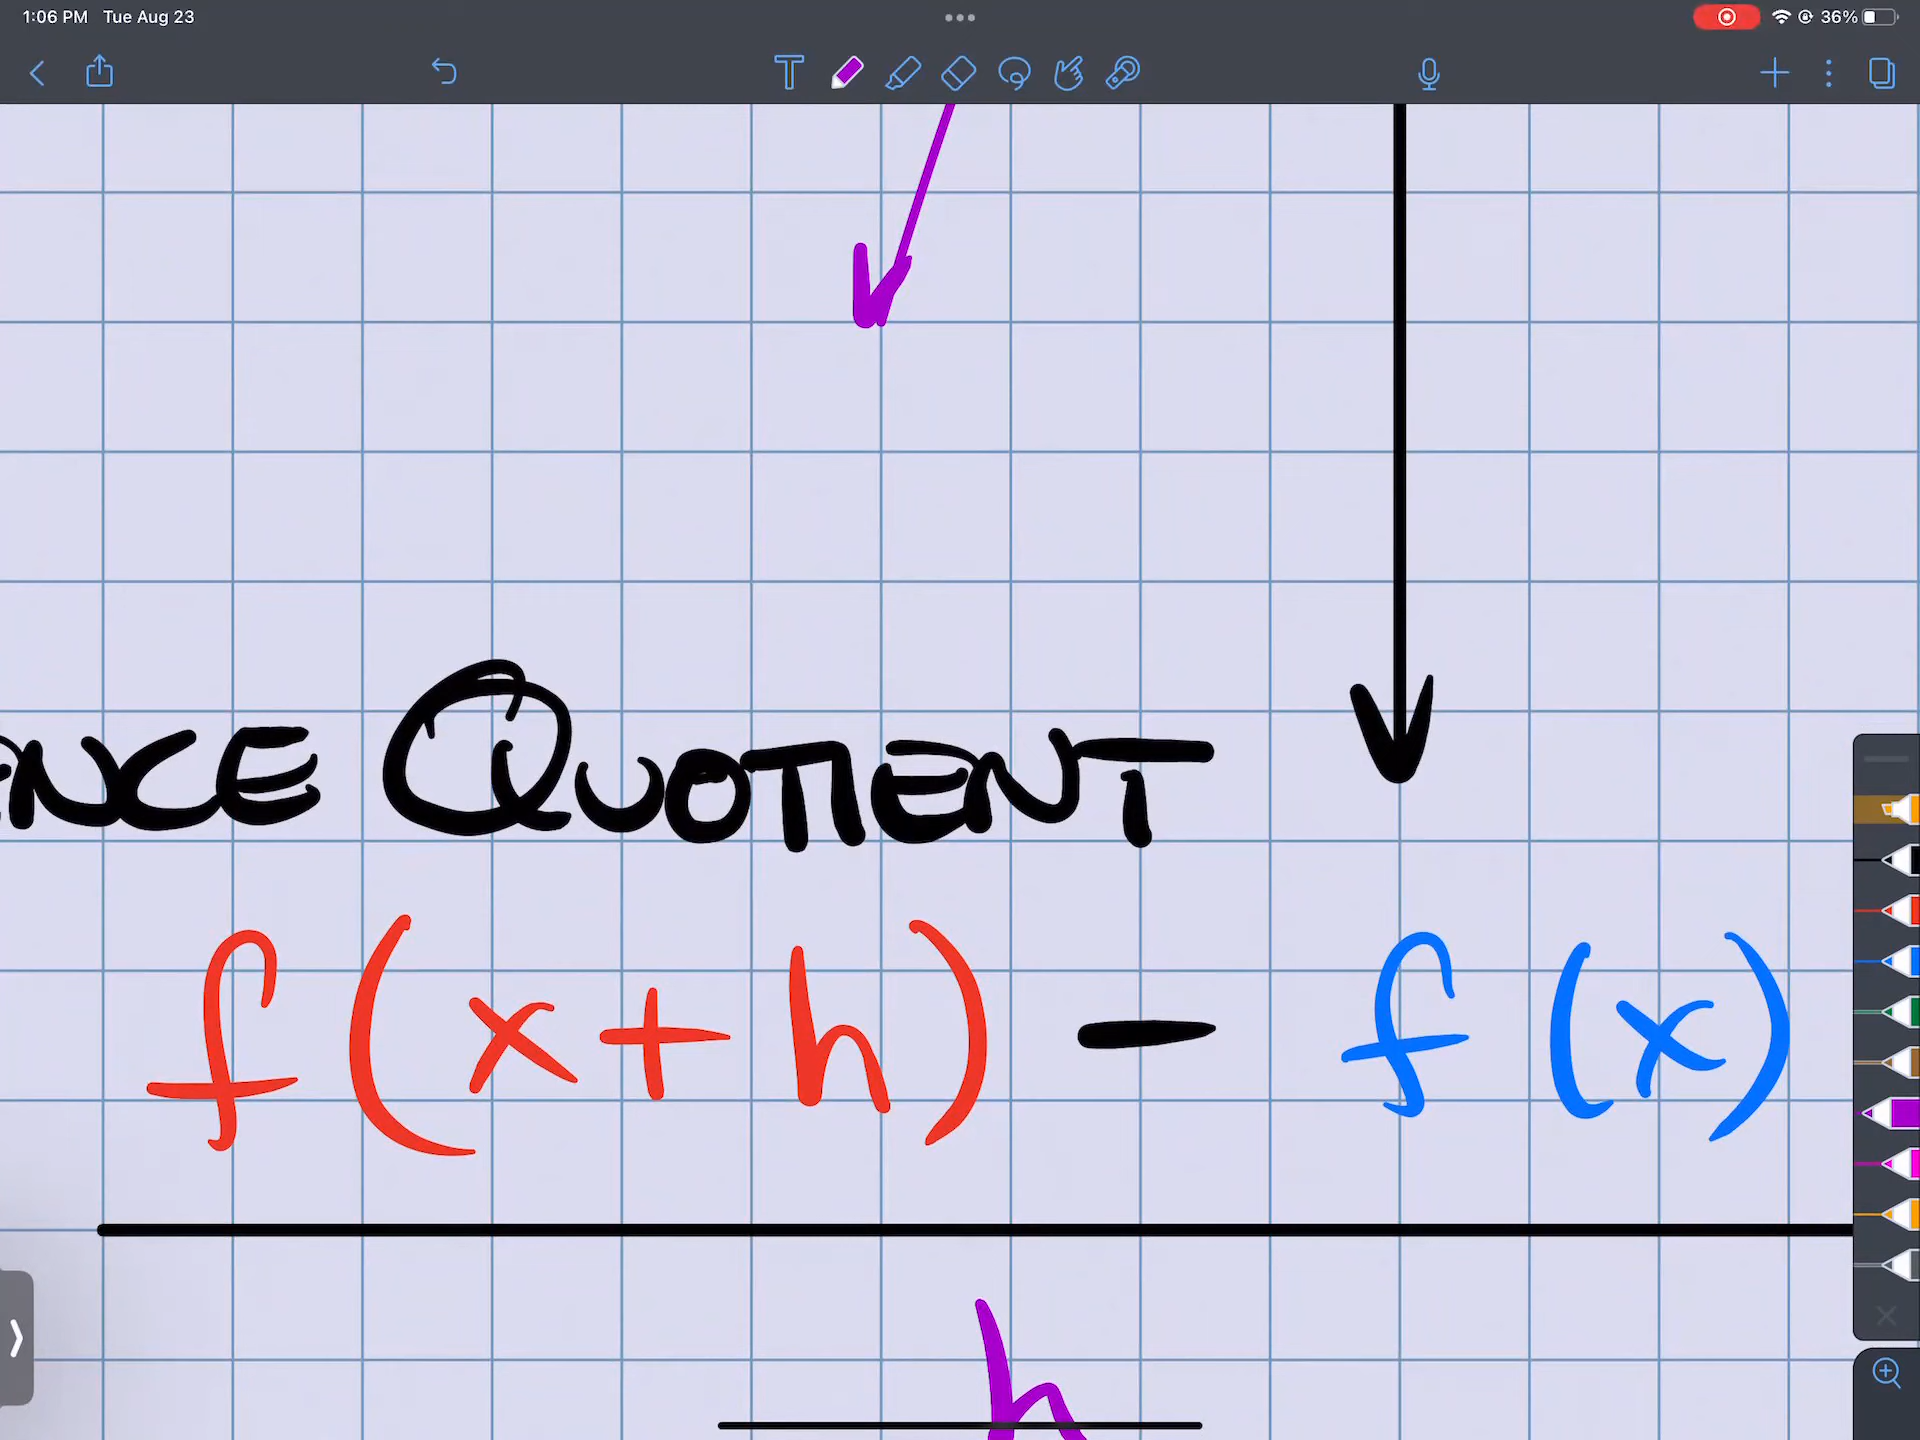 1:06 PM Tue Aug 23
36%
NCE QUOTIENT
f(x+h) - f(x)
h